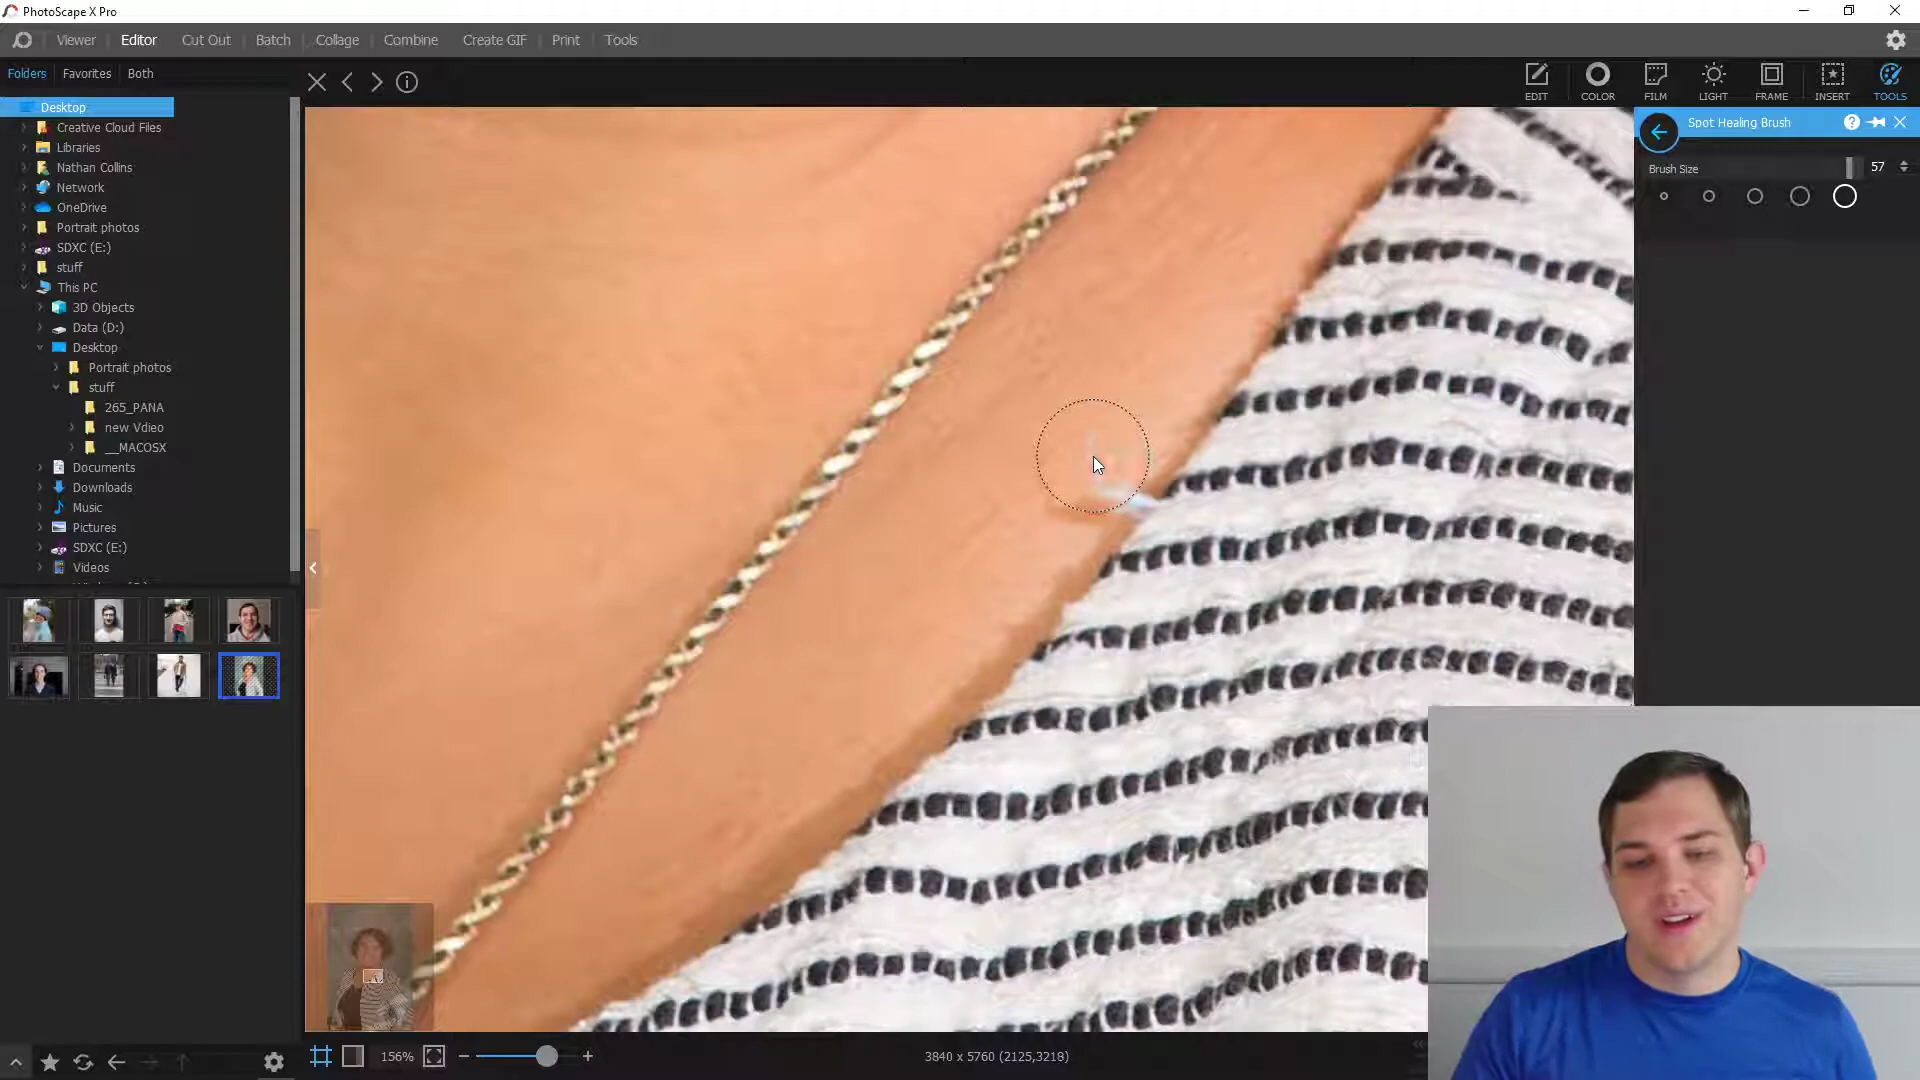 PhotoScape X Pro
Viewer
Editor
Cut Out
Batch
Collage
Combine
Create GIF
Print
Tools
Folders
Favorites
Both
EDIT
COLOR
FILM
LIGHT
FRAME
INSERT
TOOLS
Desktop
Creative Cloud Files
Libraries
Nathan Collins
Network
OneDrive
Portrait photos
SDXC (E:)
stuff
This PC
3D Objects
Data (D:)
Desktop
Portrait photos
stuff
265_PANA
new Vdieo
__MACOSX
Documents
Downloads
Music
Pictures
SDXC (E:)
Videos
Spot Healing Brush
Brush Size
57
156%
3840 x 5760 (2125,3218)